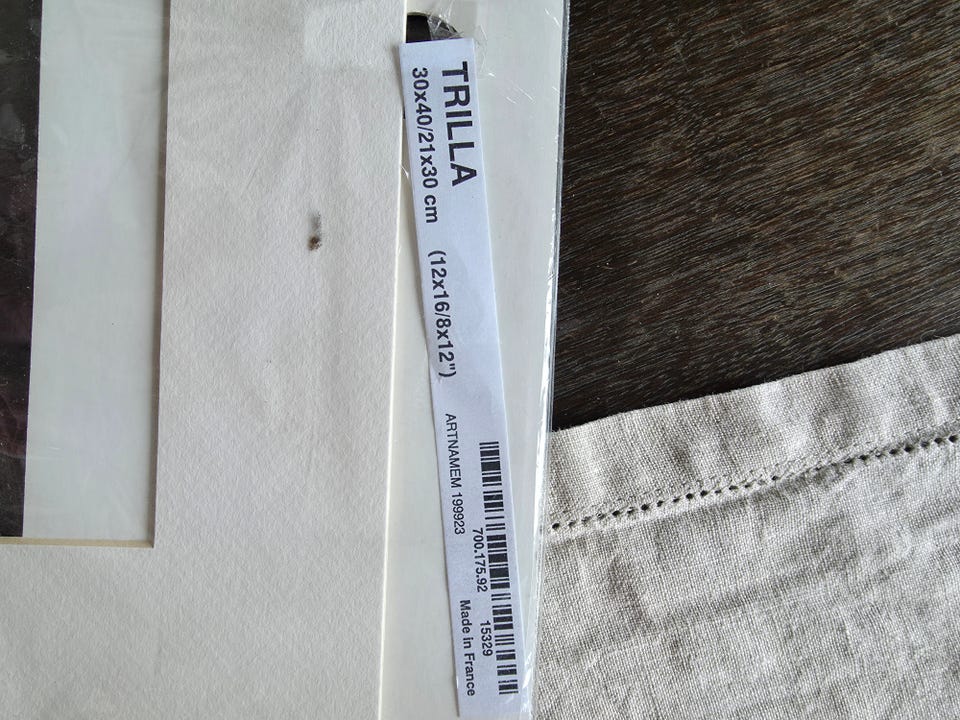 TRILLA
30x40/21x30 cm (12x16/8x12")
ARTNAMEM 199923
700.175.92 15329
Made in France